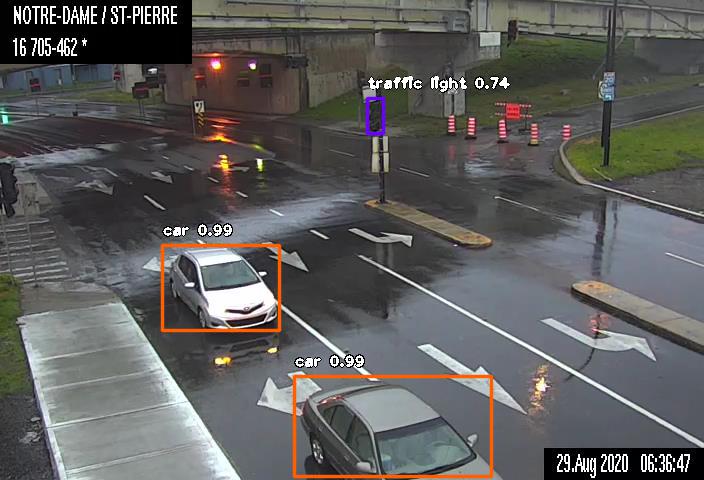 NOTRE-DAME / ST-PIERRE
16 705-462 *
traffic light 0.74
car 0.99
car 0.99
29.Aug 2020 06:36:47